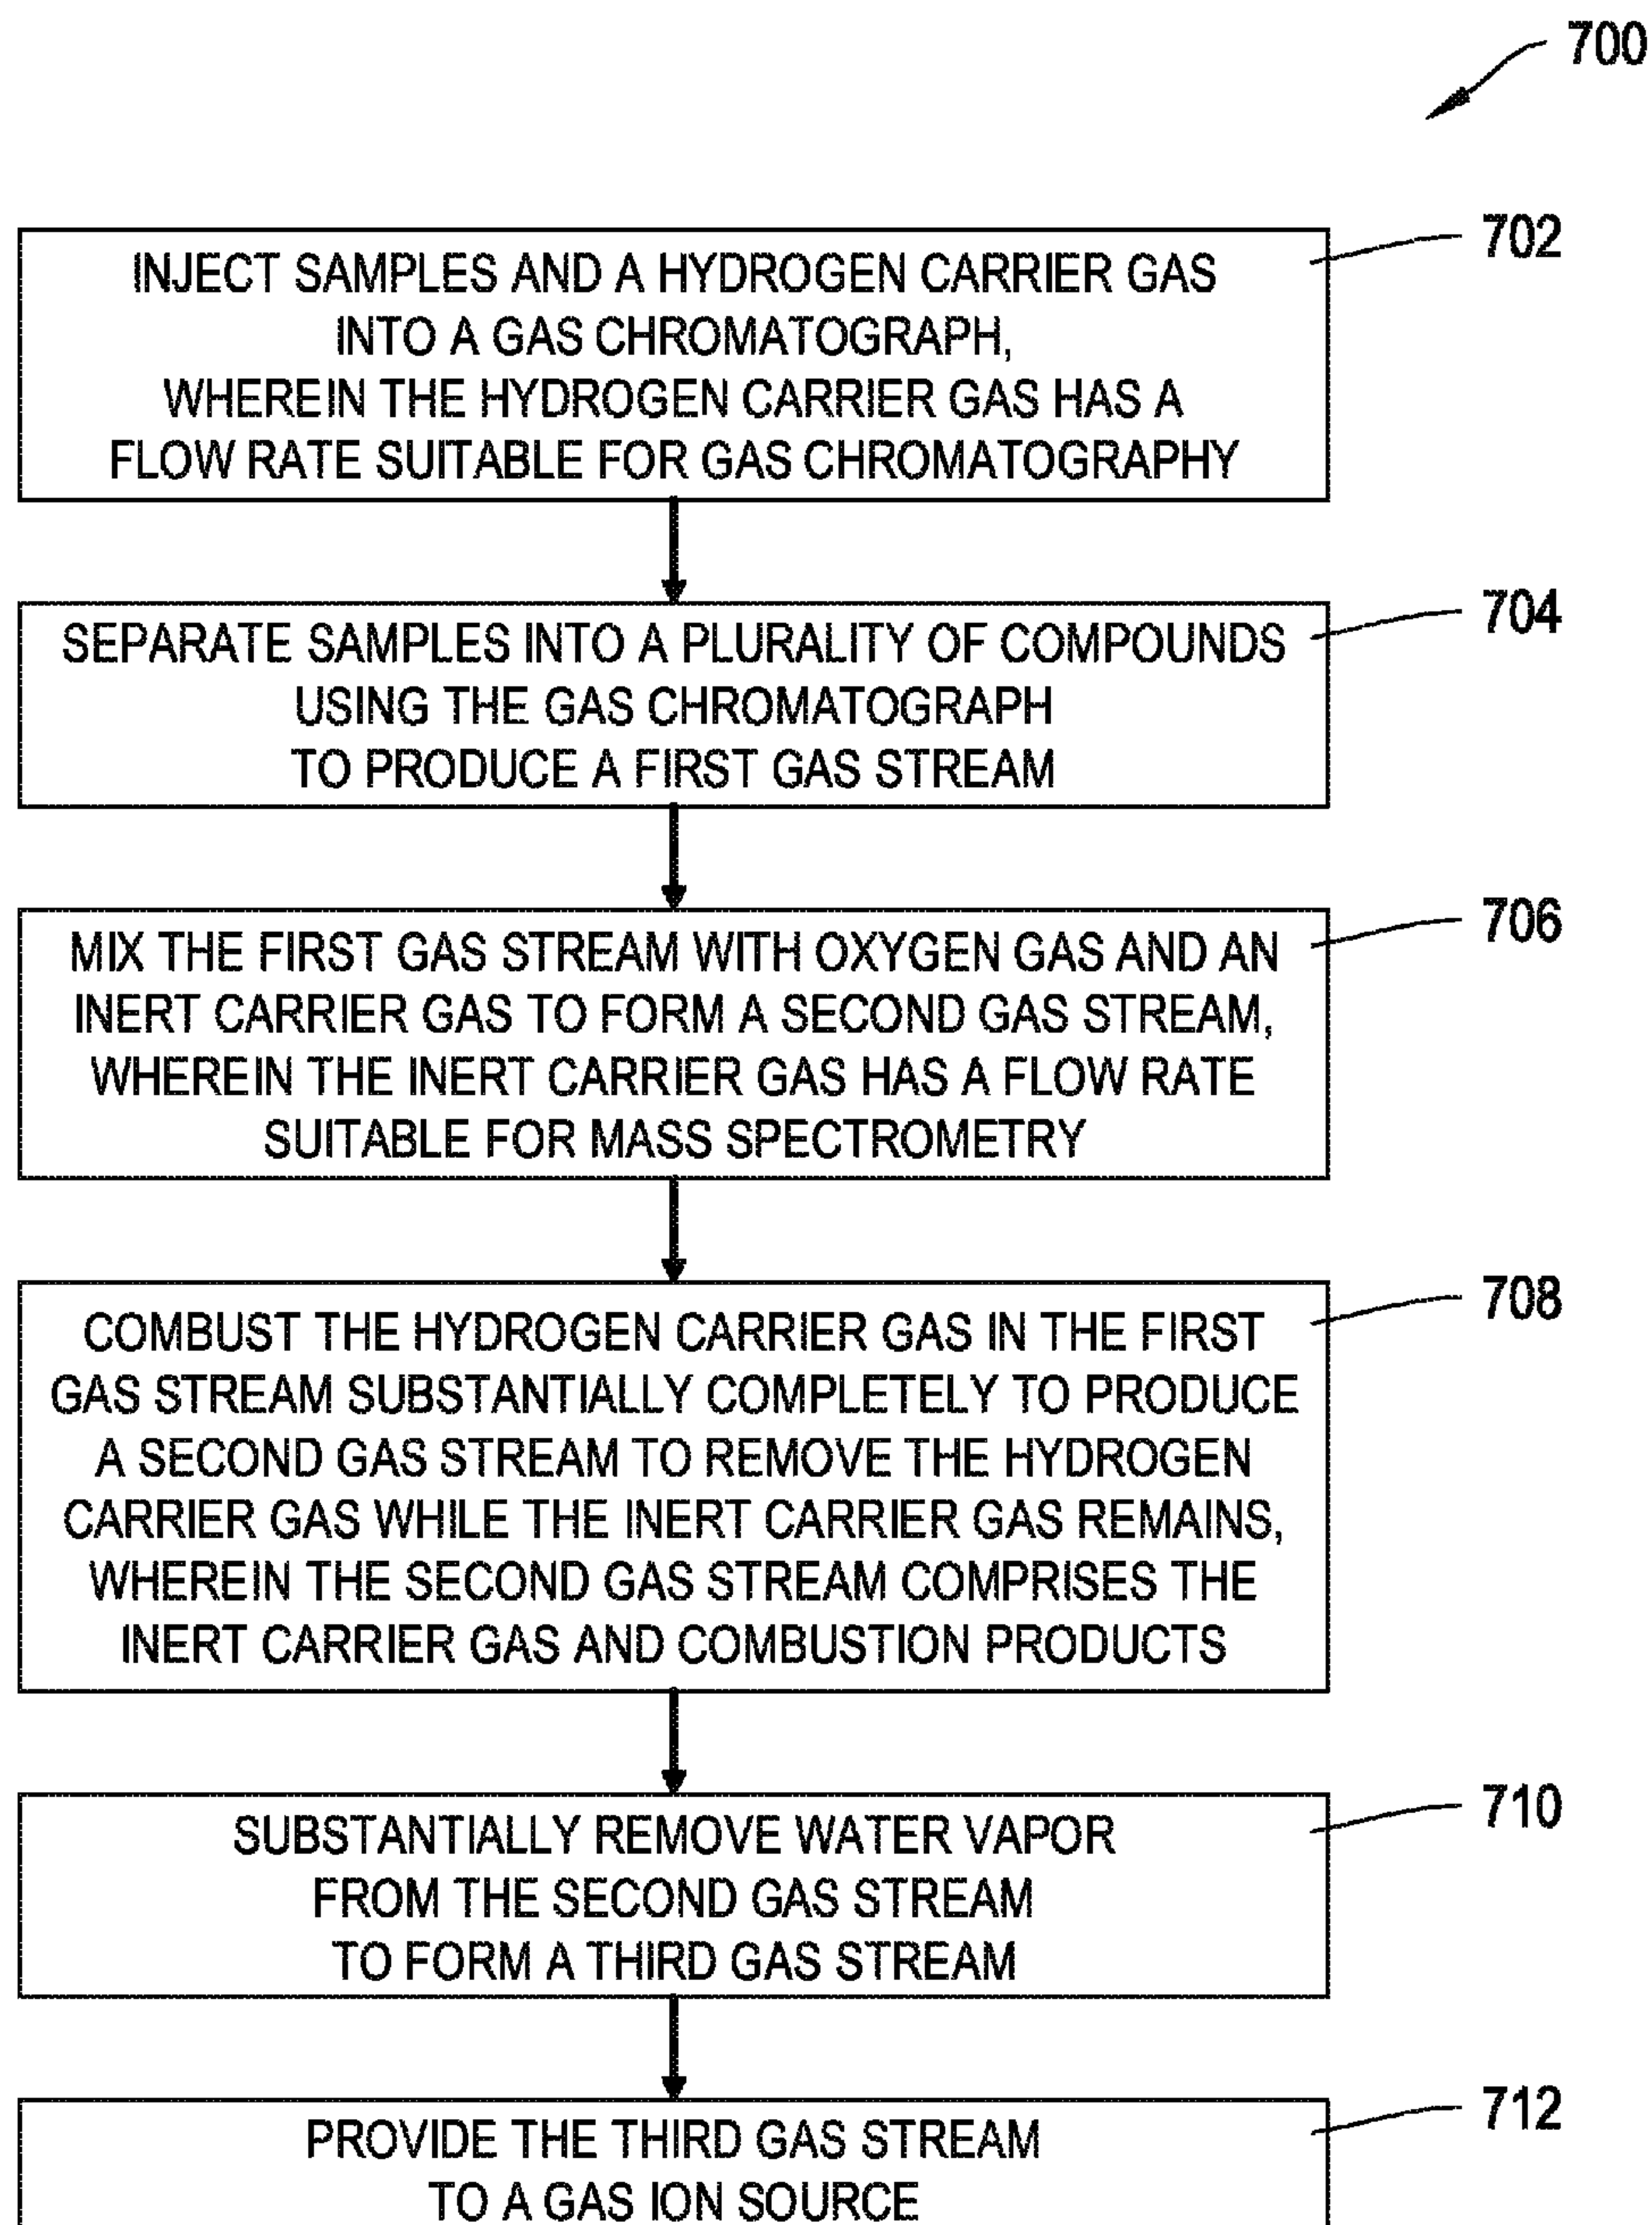 700
702
INJECT SAMPLES AND A HYDROGEN CARRIER GAS
INTO A GAS CHROMATOGRAPH,
WHEREIN THE HYDROGEN CARRIER GAS HAS A
FLOW RATE SUITABLE FOR GAS CHROMATOGRAPHY
704
SEPARATE SAMPLES INTO A PLURALITY OF COMPOUNDS
USING THE GAS CHROMATOGRAPH
TO PRODUCE A FIRST GAS STREAM
706
MIX THE FIRST GAS STREAM WITH OXYGEN GAS AND AN
INERT CARRIER GAS TO FORM A SECOND GAS STREAM,
WHEREIN THE INERT CARRIER GAS HAS A FLOW RATE
SUITABLE FOR MASS SPECTROMETRY
708
COMBUST THE HYDROGEN CARRIER GAS IN THE FIRST
GAS STREAM SUBSTANTIALLY COMPLETELY TO PRODUCE
A SECOND GAS STREAM TO REMOVE THE HYDROGEN
CARRIER GAS WHILE THE INERT CARRIER GAS REMAINS,
WHEREIN THE SECOND GAS STREAM COMPRISES THE
INERT CARRIER GAS AND COMBUSTION PRODUCTS
710
SUBSTANTIALLY REMOVE WATER VAPOR
FROM THE SECOND GAS STREAM
TO FORM A THIRD GAS STREAM
712
PROVIDE THE THIRD GAS STREAM
TO A GAS ION SOURCE